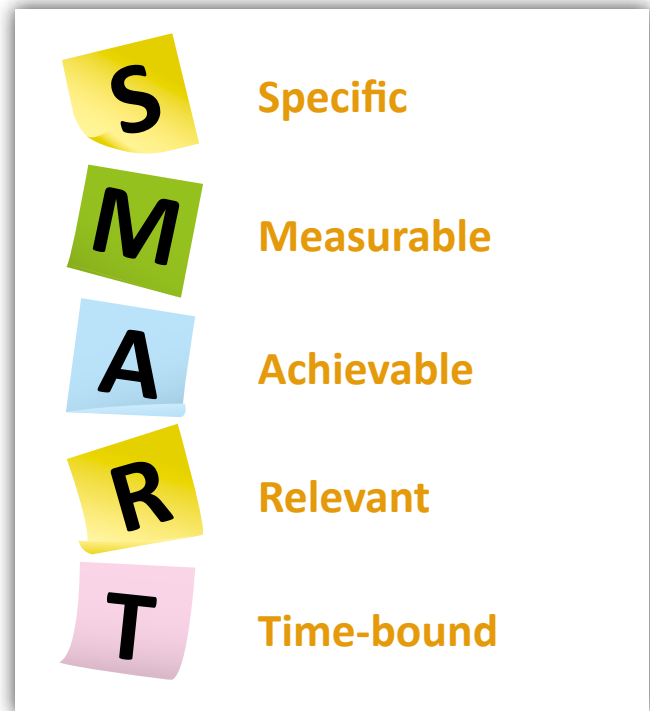 S Specific
M Measurable
A Achievable
R Relevant
T Time-bound